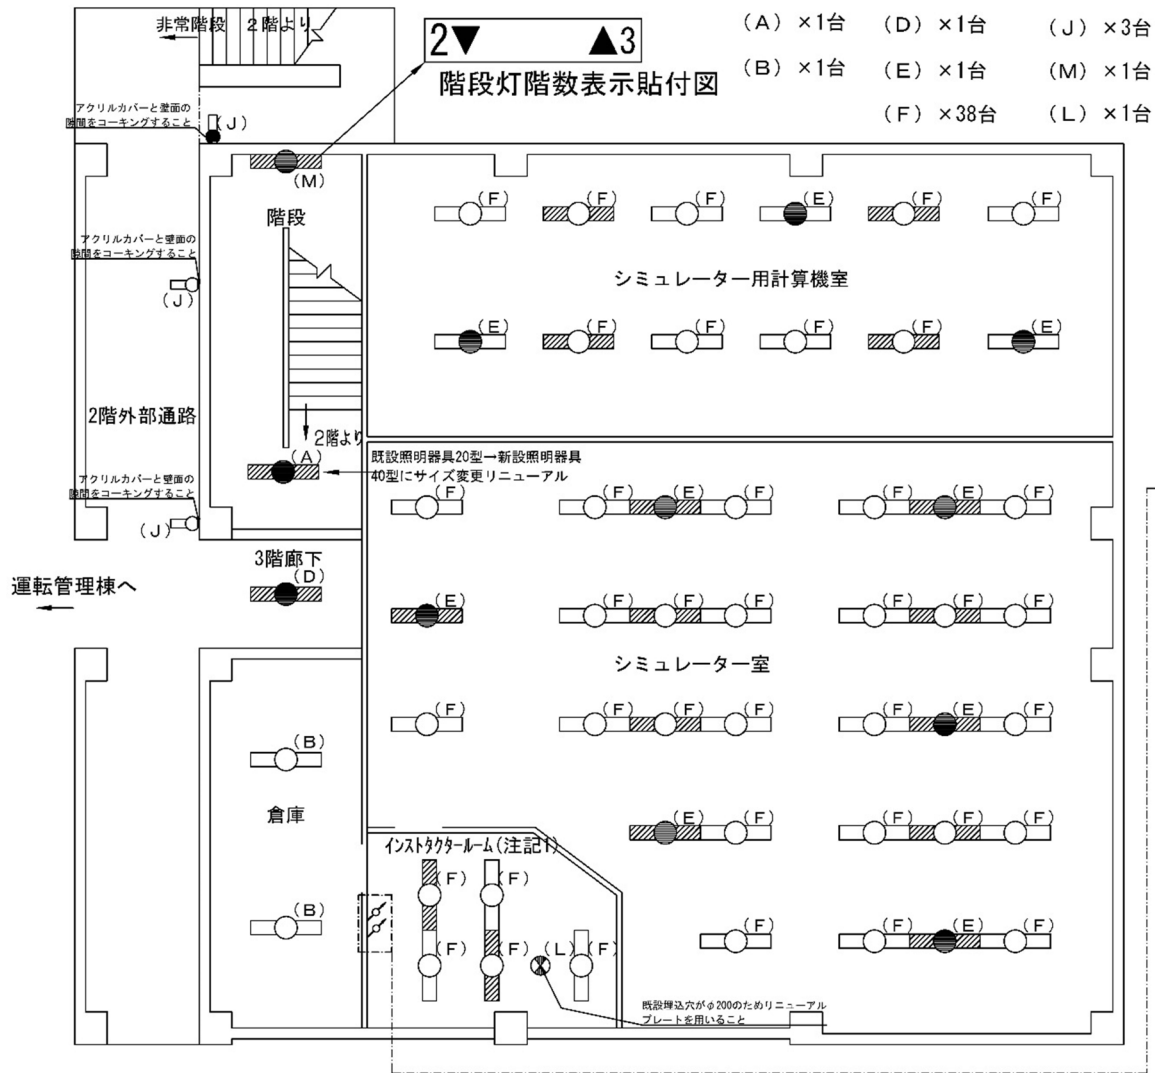 非常階段 2階より
2▼ ▲3
階段灯階数表示貼付図
(A) ×1台 (D) ×1台 (J) ×3台
(B) ×1台 (E) ×1台 (M) ×1台
(F) ×38台 (L) ×1台
アクリルカバーと壁面の
隙間をコーキングすること
(J)
(M)
階段
(F) (F) (F) (E) (F) (F)
アクリルカバーと壁面の
隙間をコーキングすること
(J)
シミュレーター用計算機室
(E) (F) (F) (F) (F) (E)
2階外部通路
2階より
(A)
既設照明器具20型→新設照明器具
40型にサイズ変更リニューアル
アクリルカバーと壁面の
隙間をコーキングすること
(J)
(F) (F) (E) (F) (F) (E) (F)
3階廊下
(D)
運転管理棟へ
(E) (F) (F) (F) (F) (F) (F)
シミュレーター室
(F) (F) (F) (F) (F) (E) (F)
(B)
倉庫
(E) (F) (F) (F) (F)
インストタクタールーム(注記1)
(F) (F)
(B)
(F) (F) (L) (F)
(F) (F) (E) (F)
既設埋込穴がφ200のためリニューアル
プレートを用いること